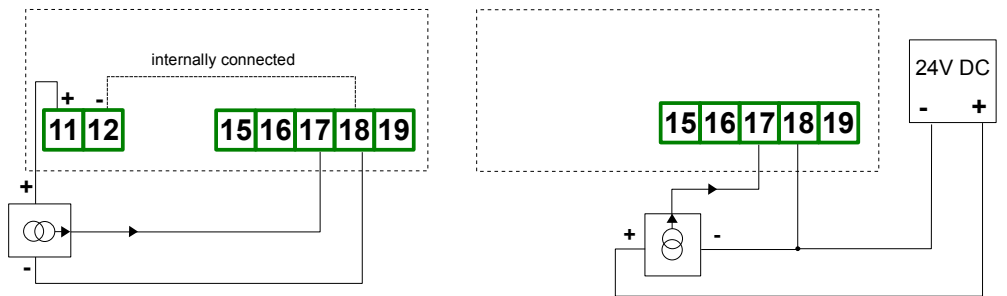 internally connected
+ -
11 12
15 16 17 18 19
+
-
24V DC
- +
15 16 17 18 19
+ -